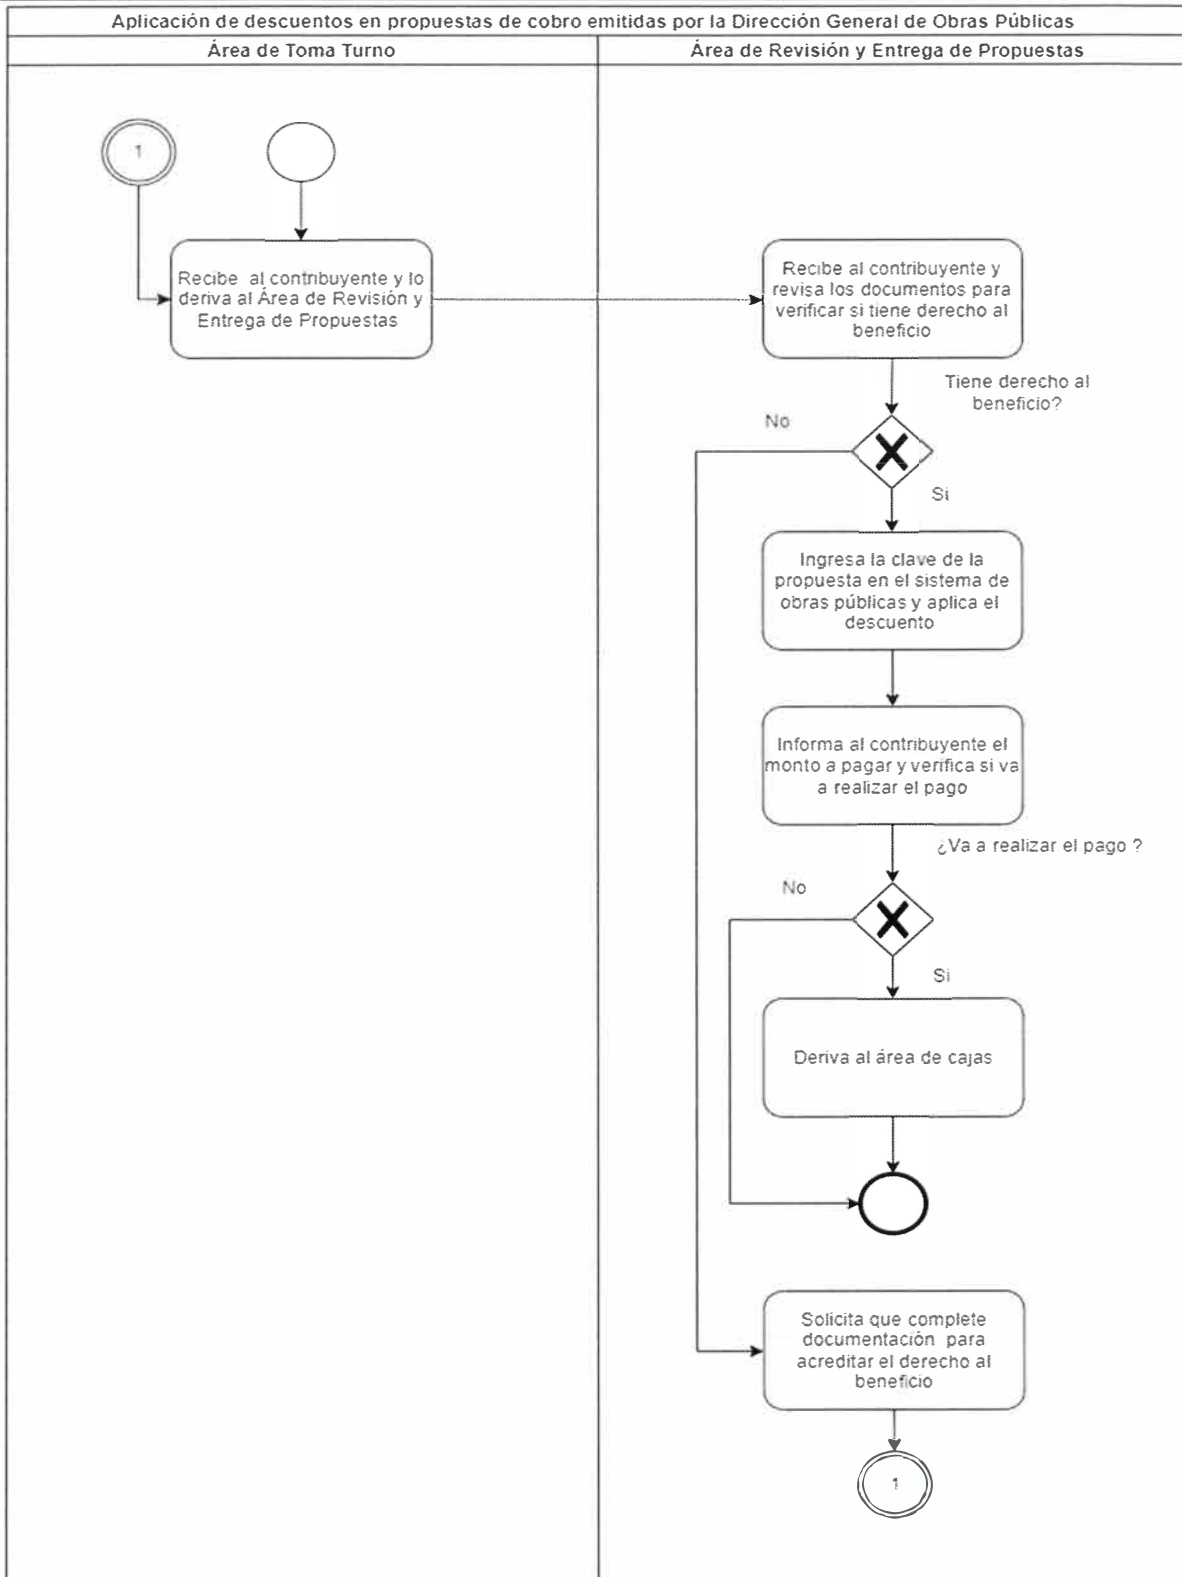 Aplicación de descuentos en propuestas de cobro emitidas por la Dirección General de Obras Públicas
Área de Toma Turno
Área de Revisión y Entrega de Propuestas
1
Recibe al contribuyente y lo
deriva al Área de Revisión y
Entrega de Propuestas
Recibe al contribuyente y
revisa los documentos para
verificar si tiene derecho al
beneficio
Tiene derecho al
beneficio?
No
Si
Ingresa la clave de la
propuesta en el sistema de
obras públicas y aplica el
descuento
Informa al contribuyente el
monto a pagar y verifica si va
a realizar el pago
¿Va a realizar el pago ?
No
Si
Deriva al área de cajas
Solicita que complete
documentación para
acreditar el derecho al
beneficio
1